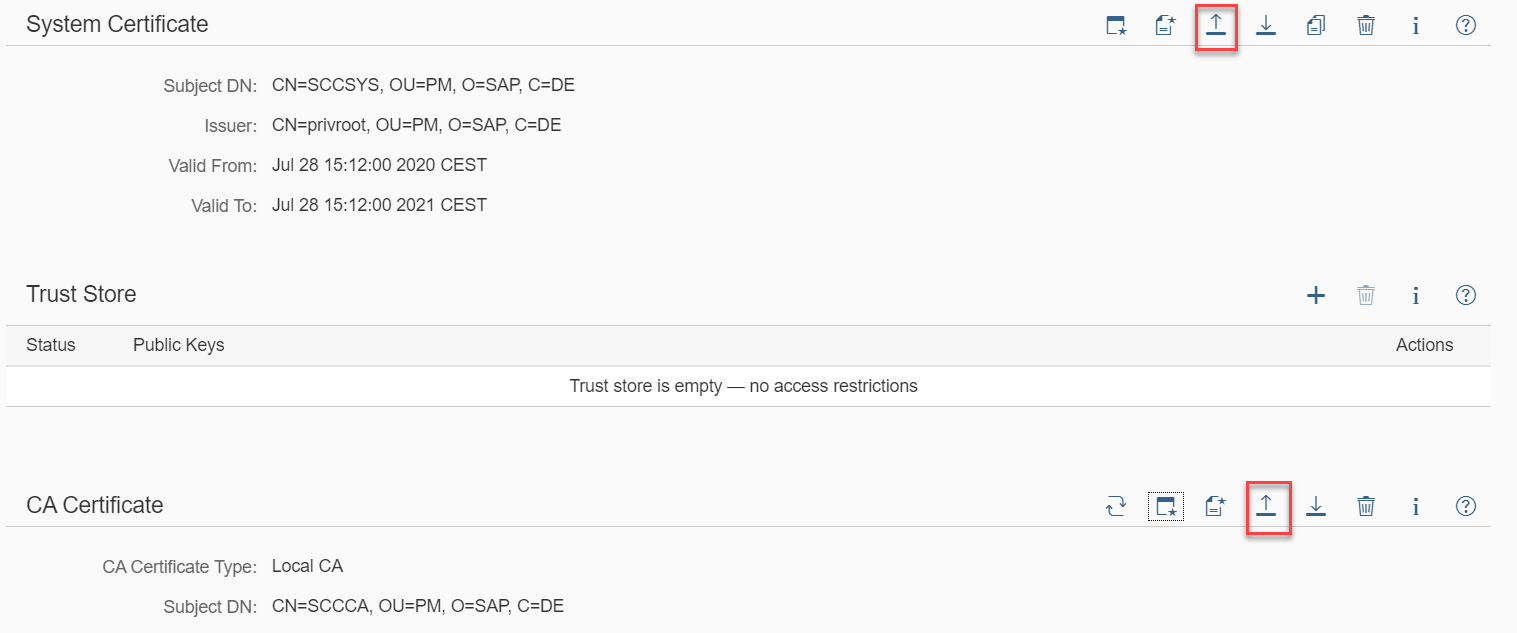 System Certificate
Subject DN: CN=SCCSYS, OU=PM, O=SAP, C=DE
Issuer: CN=privroot, OU=PM, O=SAP, C=DE
Valid From: Jul 28 15:12:00 2020 CEST
Valid To: Jul 28 15:12:00 2021 CEST
Trust Store
Status Public Keys Actions
Trust store is empty — no access restrictions
CA Certificate
CA Certificate Type: Local CA
Subject DN: CN=SCCCA, OU=PM, O=SAP, C=DE